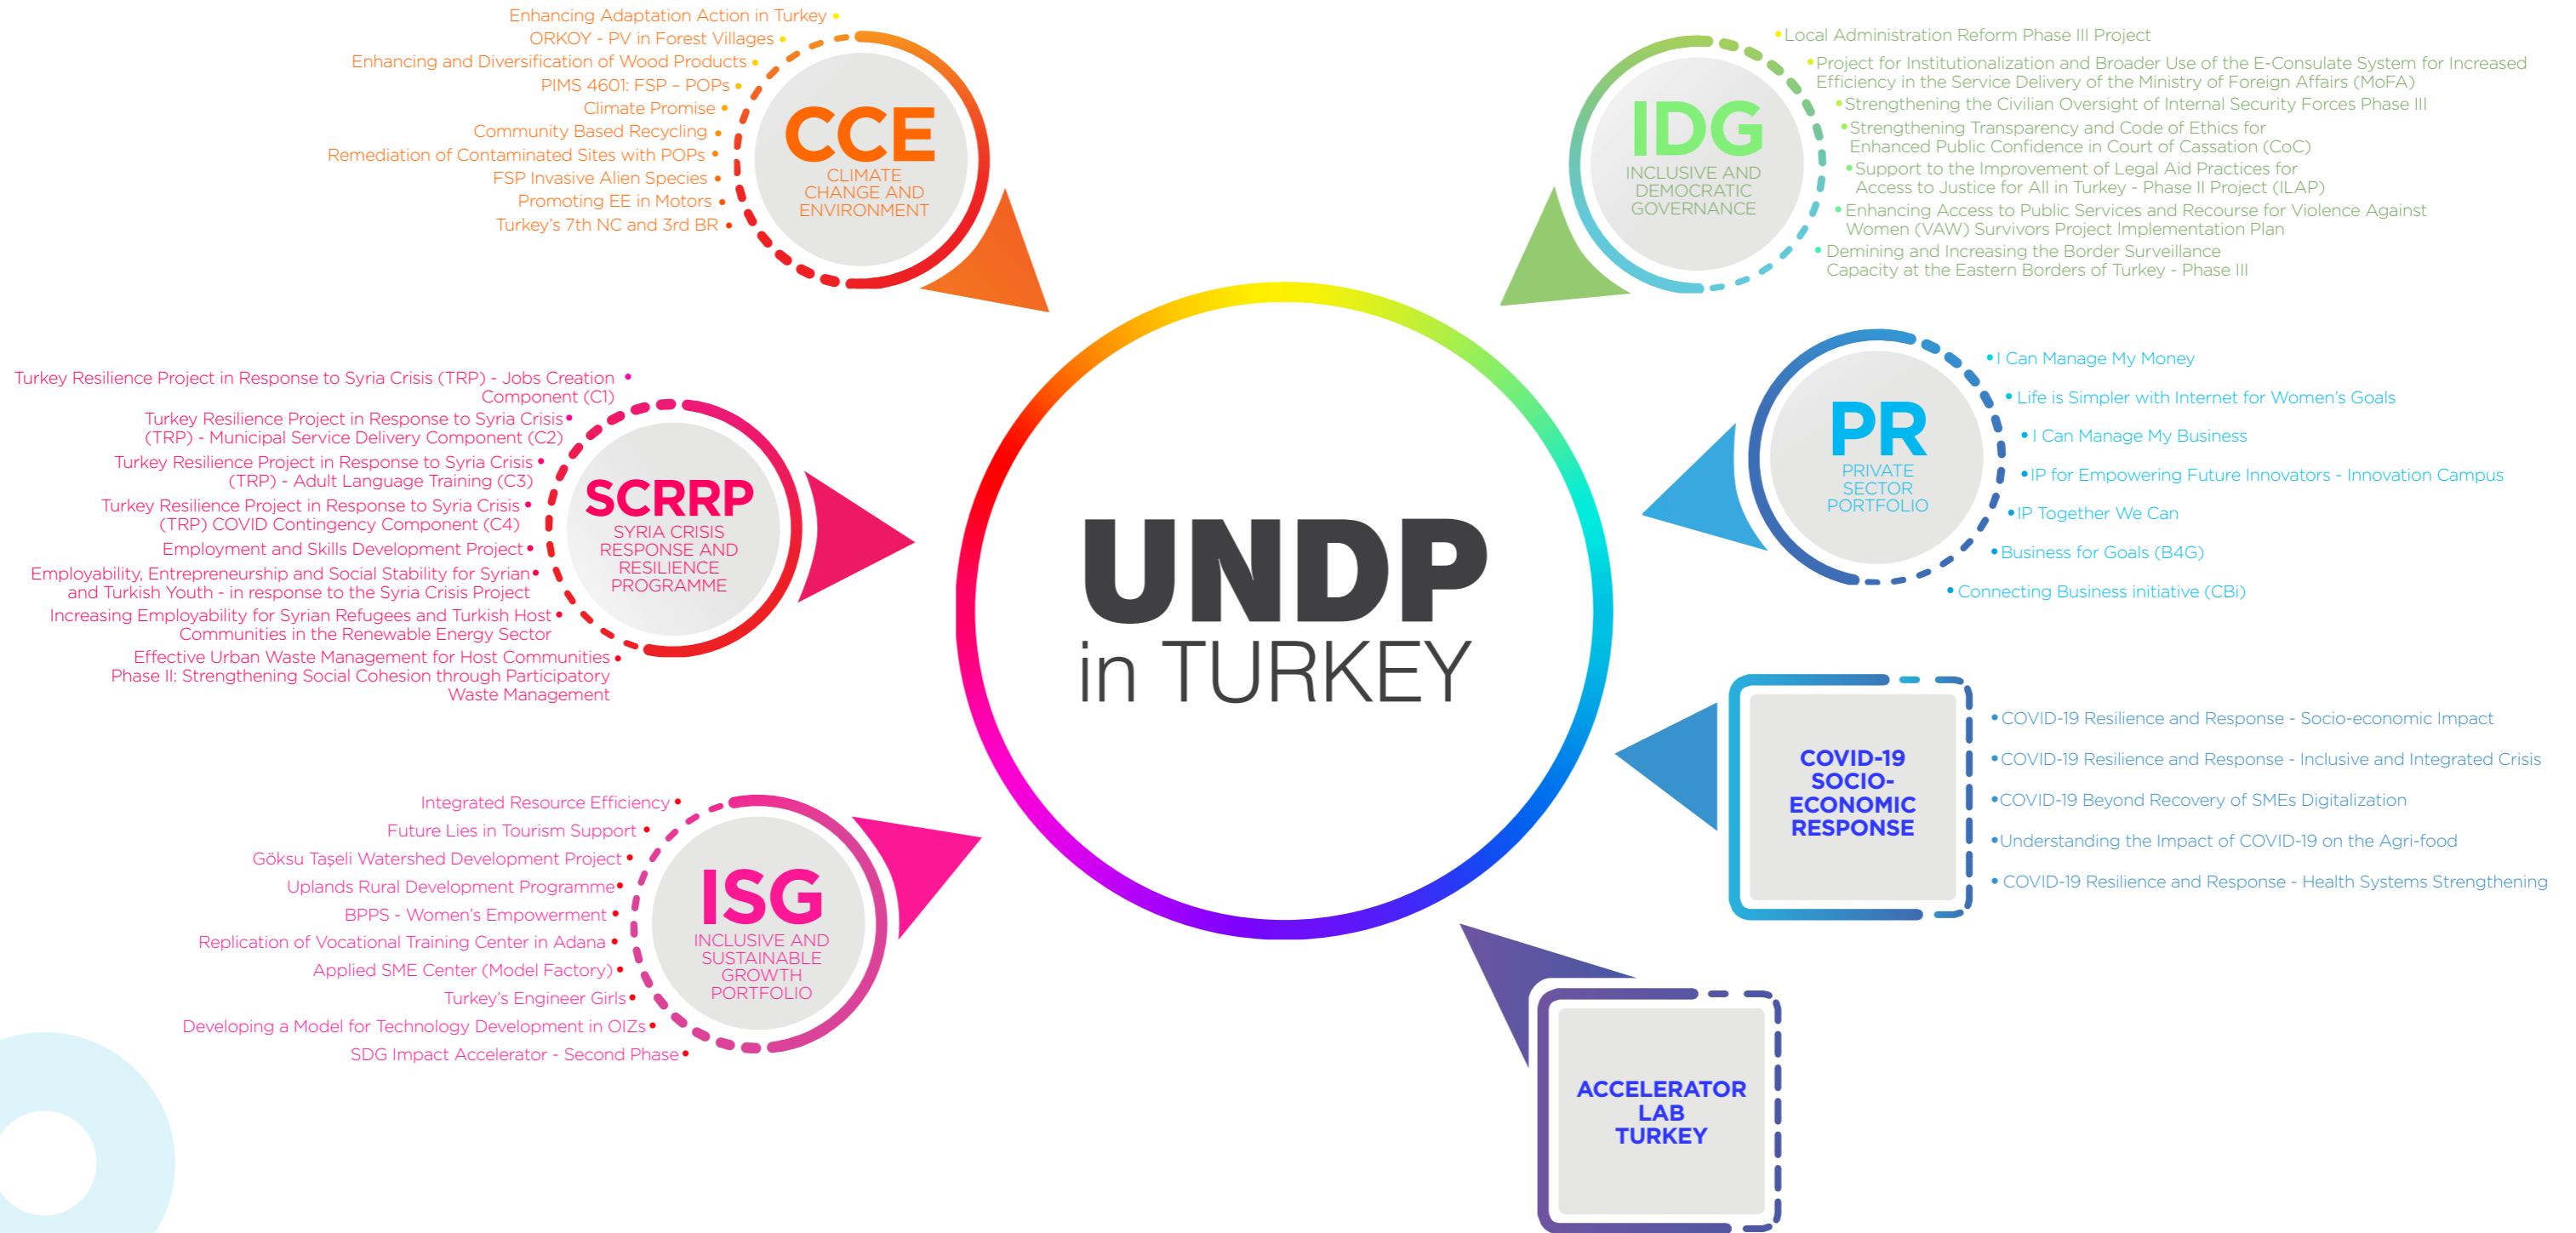 Enhancing Adaptation Action in Turkey
ORKOY - PV in Forest Villages
Enhancing and Diversification of Wood Products
PIMS 4601: FSP – POPs
Climate Promise
Community Based Recycling
Remediation of Contaminated Sites with POPs
FSP Invasive Alien Species
Promoting EE in Motors
Turkey's 7th NC and 3rd BR
CCE
CLIMATE
CHANGE AND
ENVIRONMENT
IDG
INCLUSIVE AND
DEMOCRATIC
GOVERNANCE
Local Administration Reform Phase III Project
Project for Institutionalization and Broader Use of the E-Consulate System for Increased
Efficiency in the Service Delivery of the Ministry of Foreign Affairs (MoFA)
Strengthening the Civilian Oversight of Internal Security Forces Phase III
Strengthening Transparency and Code of Ethics for
Enhanced Public Confidence in Court of Cassation (CoC)
Support to the Improvement of Legal Aid Practices for
Access to Justice for All in Turkey - Phase II Project (ILAP)
Enhancing Access to Public Services and Recourse for Violence Against
Women (VAW) Survivors Project Implementation Plan
Demining and Increasing the Border Surveillance
Capacity at the Eastern Borders of Turkey - Phase III
Turkey Resilience Project in Response to Syria Crisis (TRP) - Jobs Creation
Component (C1)
Turkey Resilience Project in Response to Syria Crisis
(TRP) - Municipal Service Delivery Component (C2)
Turkey Resilience Project in Response to Syria Crisis
(TRP) - Adult Language Training (C3)
Turkey Resilience Project in Response to Syria Crisis
(TRP) COVID Contingency Component (C4)
Employment and Skills Development Project
Employability, Entrepreneurship and Social Stability for Syrian
and Turkish Youth - in response to the Syria Crisis Project
Increasing Employability for Syrian Refugees and Turkish Host
Communities in the Renewable Energy Sector
Effective Urban Waste Management for Host Communities
Phase II: Strengthening Social Cohesion through Participatory
Waste Management
SCRRP
SYRIA CRISIS
RESPONSE AND
RESILIENCE
PROGRAMME
UNDP
in TURKEY
PR
PRIVATE
SECTOR
PORTFOLIO
I Can Manage My Money
Life is Simpler with Internet for Women's Goals
I Can Manage My Business
IP for Empowering Future Innovators - Innovation Campus
IP Together We Can
Business for Goals (B4G)
Connecting Business initiative (CBi)
Integrated Resource Efficiency
Future Lies in Tourism Support
Göksu Taşeli Watershed Development Project
Uplands Rural Development Programme
BPPS - Women's Empowerment
Replication of Vocational Training Center in Adana
Applied SME Center (Model Factory)
Turkey's Engineer Girls
Developing a Model for Technology Development in OIZs
SDG Impact Accelerator - Second Phase
ISG
INCLUSIVE AND
SUSTAINABLE
GROWTH
PORTFOLIO
COVID-19
SOCIO-
ECONOMIC
RESPONSE
COVID-19 Resilience and Response - Socio-economic Impact
COVID-19 Resilience and Response - Inclusive and Integrated Crisis
COVID-19 Beyond Recovery of SMEs Digitalization
Understanding the Impact of COVID-19 on the Agri-food
COVID-19 Resilience and Response - Health Systems Strengthening
ACCELERATOR
LAB
TURKEY